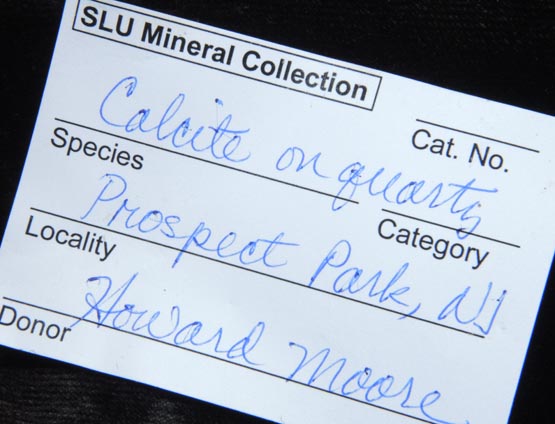 SLU Mineral Collection
Cat. No.
Calcite on quartz
Species
Category
Prospect Park, NJ
Locality
Howard Moore
Donor